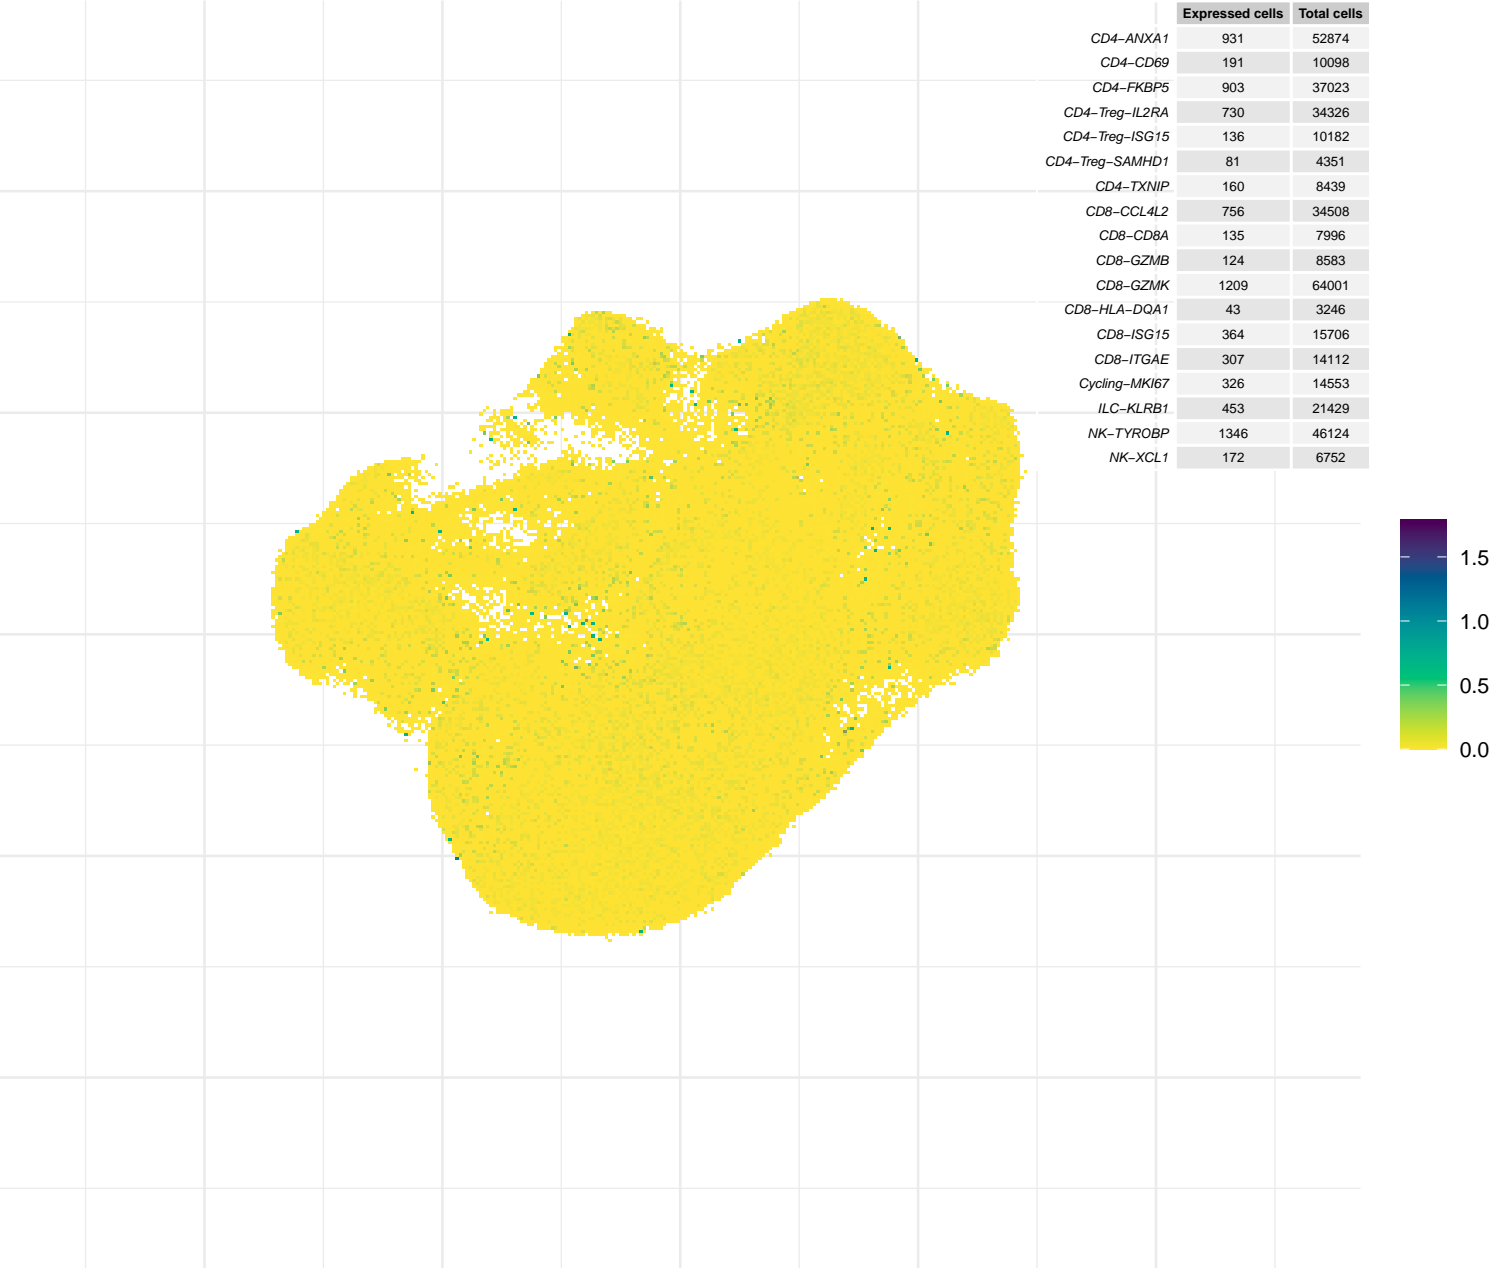 Expressed cells Total cells
CD4−ANXA1 931 52874
CD4−CD69 191 10098
CD4−FKBP5 903 37023
CD4−Treg−IL2RA 730 34326
CD4−Treg−ISG15 136 10182
CD4−Treg−SAMHD1 81 4351
CD4−TXNIP 160 8439
CD8−CCL4L2 756 34508
CD8−CD8A 135 7996
CD8−GZMB 124 8583
CD8−GZMK 1209 64001
CD8−HLA−DQA1 43 3246
CD8−ISG15 364 15706
CD8−ITGAE 307 14112
Cycling−MKI67 326 14553
ILC−KLRB1 453 21429
NK−TYROBP 1346 46124
NK−XCL1 172 6752
1.5
1.0
0.5
0.0